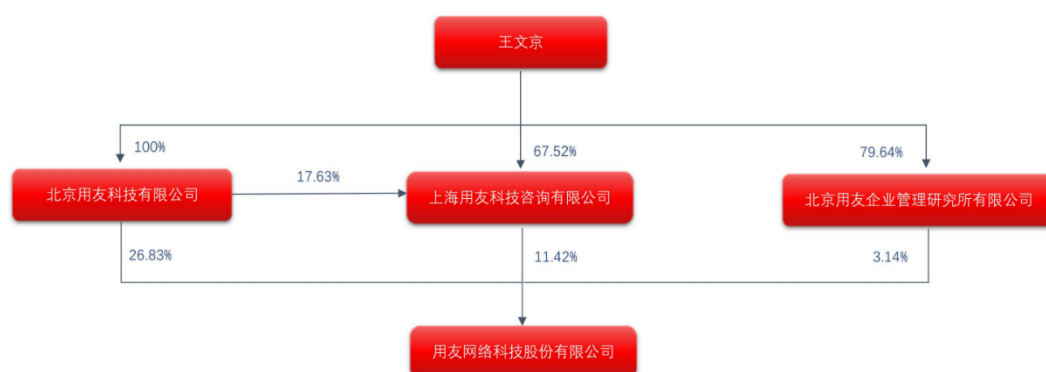 王文京
100%
67.52%
79.64%
北京用友科技有限公司
17.63%
上海用友科技咨询有限公司
北京用友企业管理研究所有限公司
26.83%
11.42%
3.14%
用友网络科技股份有限公司